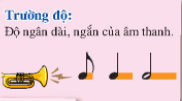 Trường độ:
Độ ngân dài, ngắn của âm thanh.